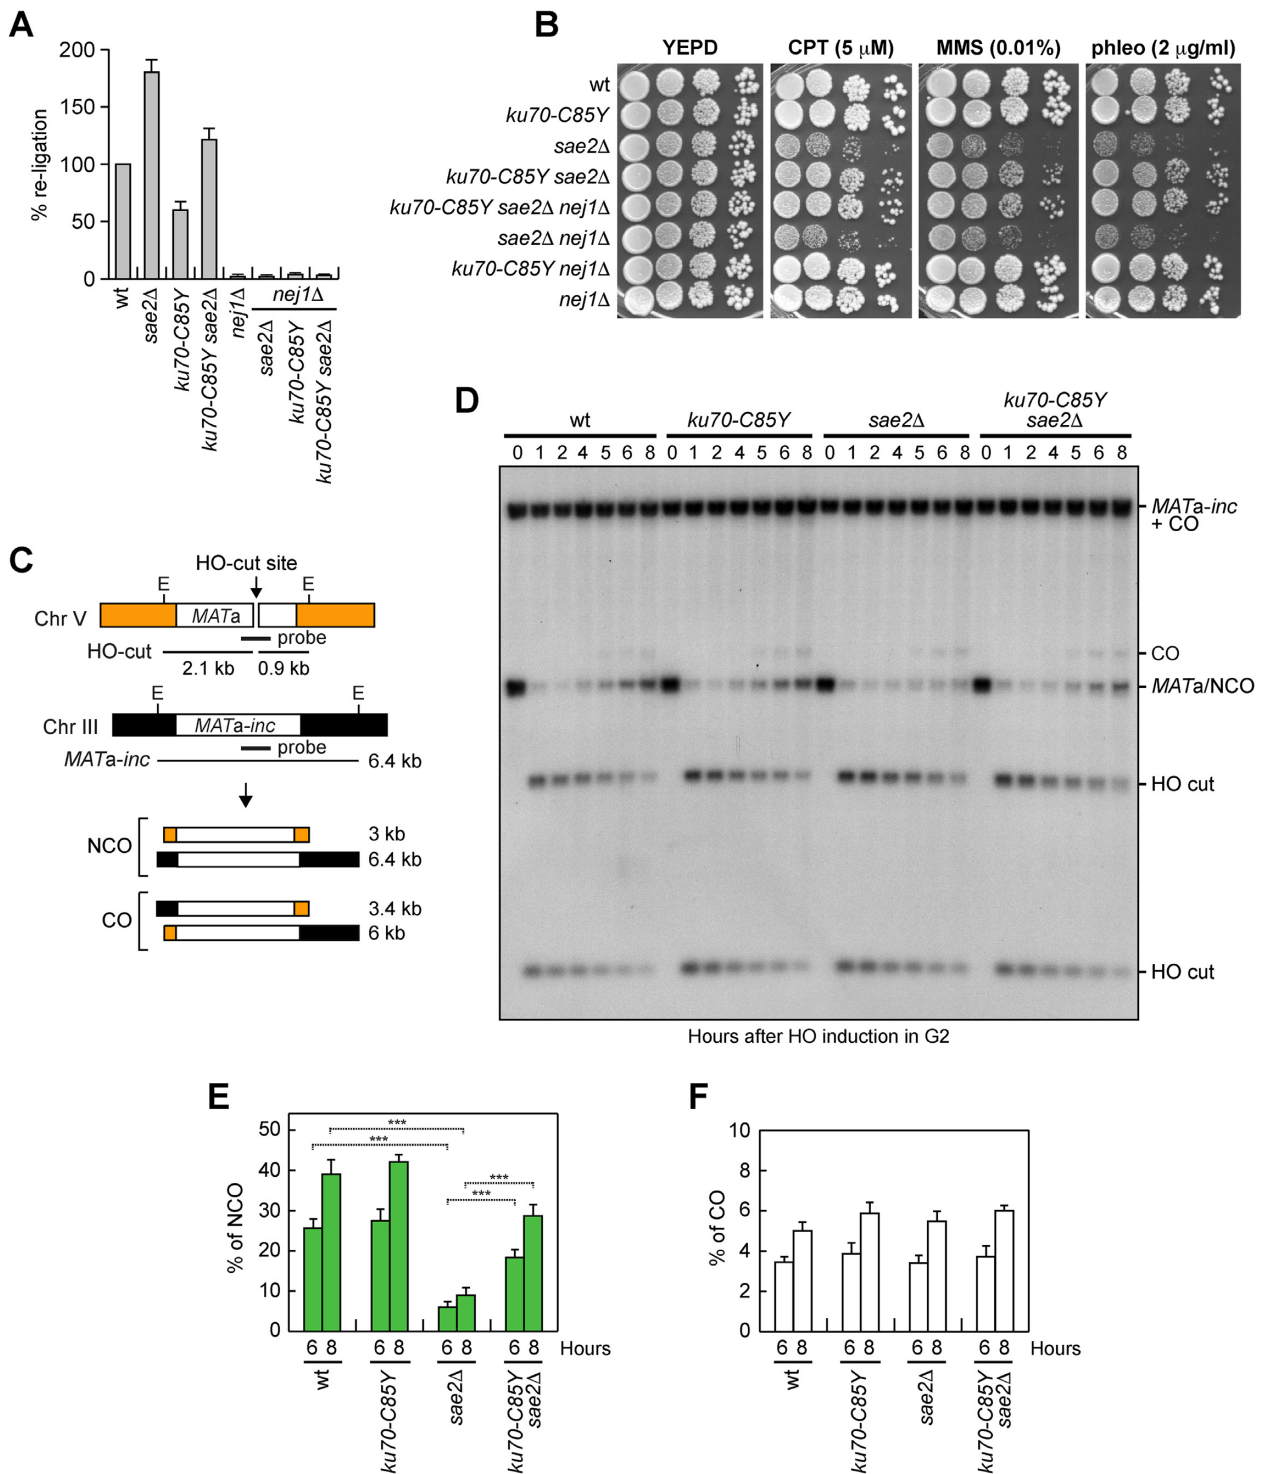 A
% re-ligation
200
150
100
50
0
wt
sae2Δ
ku70-C85Y
ku70-C85Y sae2Δ
nej1Δ
nej1Δ
sae2Δ
ku70-C85Y
ku70-C85Y sae2Δ
B
YEPD CPT (5 μM) MMS (0.01%) phleo (2 μg/ml)
wt
ku70-C85Y
sae2Δ
ku70-C85Y sae2Δ
ku70-C85Y sae2Δ nej1Δ
sae2Δ nej1Δ
ku70-C85Y nej1Δ
nej1Δ
C
HO-cut site
E E
Chr V MATa
probe
HO-cut
2.1 kb 0.9 kb
E E
Chr III MATa-inc
probe
MATa-inc 6.4 kb
NCO
3 kb
6.4 kb
CO
3.4 kb
6 kb
D
wt ku70-C85Y sae2Δ ku70-C85Y
sae2Δ
0 1 2 4 5 6 8 0 1 2 4 5 6 8 0 1 2 4 5 6 8 0 1 2 4 5 6 8
MATa-inc
+ CO
CO
MATa/NCO
HO cut
HO cut
Hours after HO induction in G2
E
% of NCO
50
40
30
20
10
0
***
***
***
***
6 8 6 8 6 8 6 8 Hours
wt
ku70-C85Y
sae2Δ
ku70-C85Y
sae2Δ
F
% of CO
10
8
6
4
2
0
6 8 6 8 6 8 6 8 Hours
wt
ku70-C85Y
sae2Δ
ku70-C85Y
sae2Δ